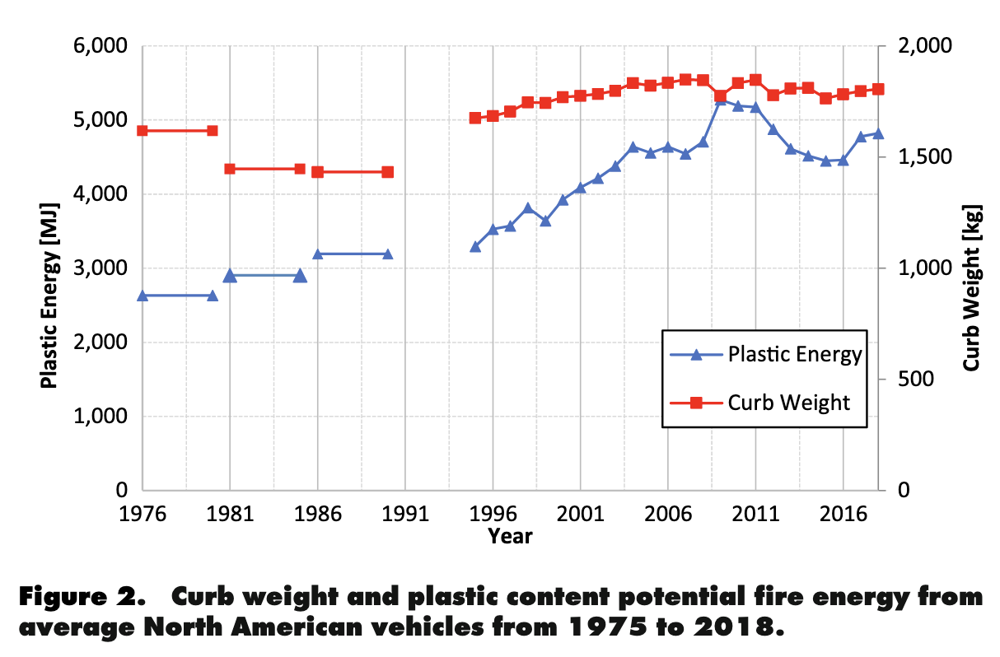 6,000
5,000
4,000
3,000
2,000
1,000
0
Plastic Energy [MJ]
2,000
1,500
1,000
500
0
Curb Weight [kg]
Plastic Energy
Curb Weight
1976 1981 1986 1991 1996 2001 2006 2011 2016
Year
Figure 2. Curb weight and plastic content potential fire energy from
average North American vehicles from 1975 to 2018.